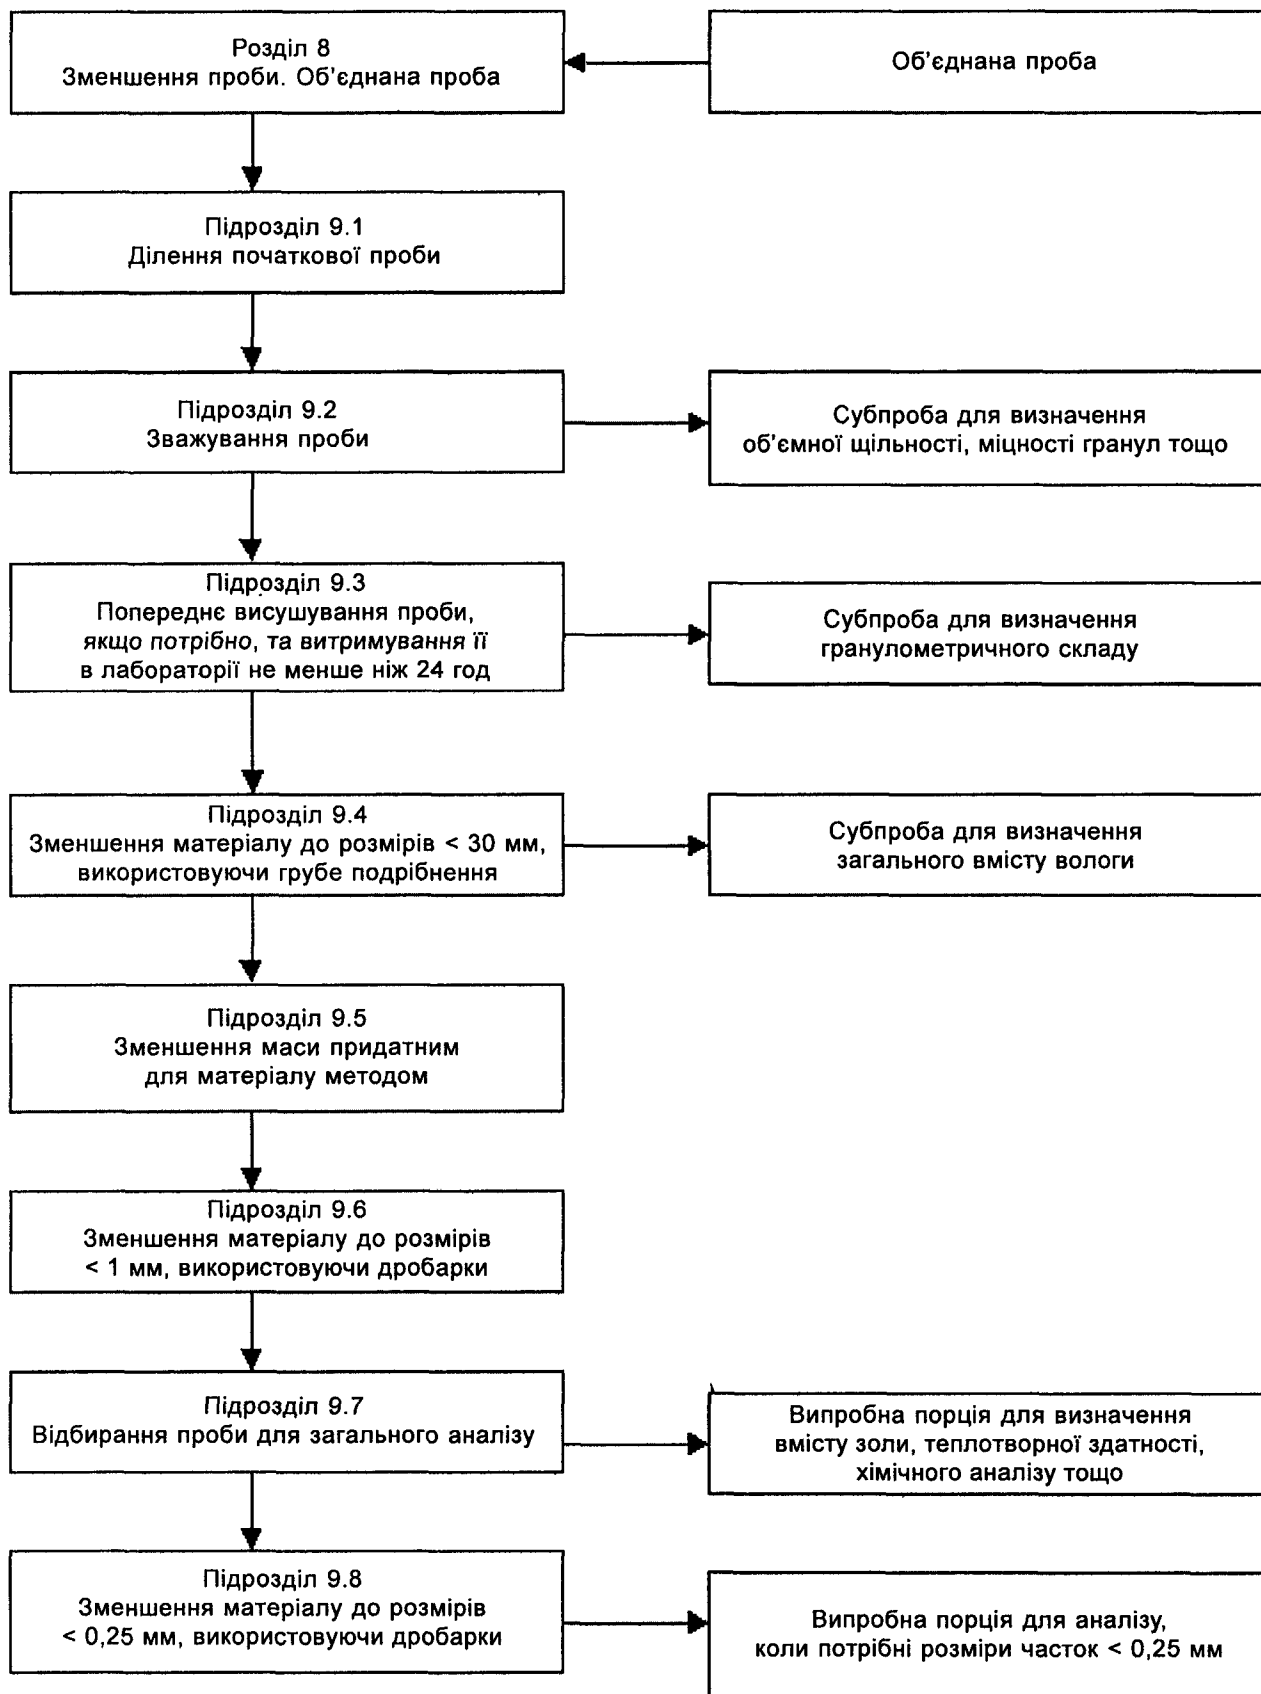 Розділ 8
Зменшення проби. Об’єднана проба
Об’єднана проба
Підрозділ 9.1
Ділення початкової проби
Підрозділ 9.2
Зважування проби
Субпроба для визначення
об’ємної щільності, міцності гранул тощо
Підрозділ 9.3
Попереднє висушування проби,
якщо потрібно, та витримування її
в лабораторії не менше ніж 24 год
Субпроба для визначення
гранулометричного складу
Підрозділ 9.4
Зменшення матеріалу до розмірів < 30 мм,
використовуючи грубе подрібнення
Субпроба для визначення
загального вмісту вологи
Підрозділ 9.5
Зменшення маси придатним
для матеріалу методом
Підрозділ 9.6
Зменшення матеріалу до розмірів
< 1 мм, використовуючи дробарки
Підрозділ 9.7
Відбирання проби для загального аналізу
Випробна порція для визначення
вмісту золи, теплотворної здатності,
хімічного аналізу тощо
Підрозділ 9.8
Зменшення матеріалу до розмірів
< 0,25 мм, використовуючи дробарки
Випробна порція для аналізу,
коли потрібні розміри часток < 0,25 мм